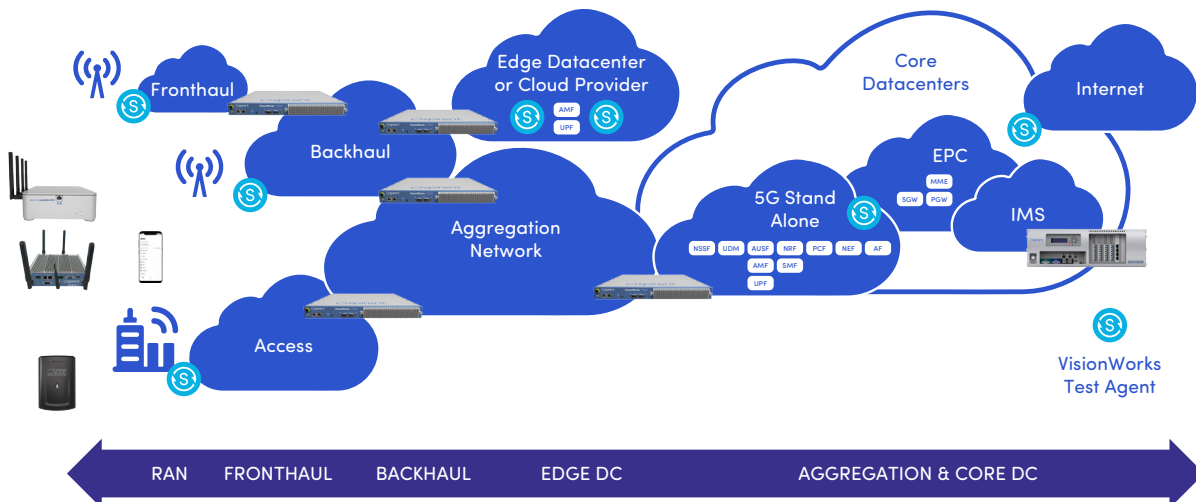 Fronthaul
Backhaul
Edge Datacenter
or Cloud Provider
AMF
UPF
Core
Datacenters
Internet
EPC
MME
SGW
PGW
IMS
5G Stand
Alone
NSSF
UDM
AUSF
NRF
PCF
NEF
AF
AMF
SMF
UPF
Aggregation
Network
Access
S
VisionWorks
Test Agent
RAN
FRONTHAUL
BACKHAUL
EDGE DC
AGGREGATION & CORE DC